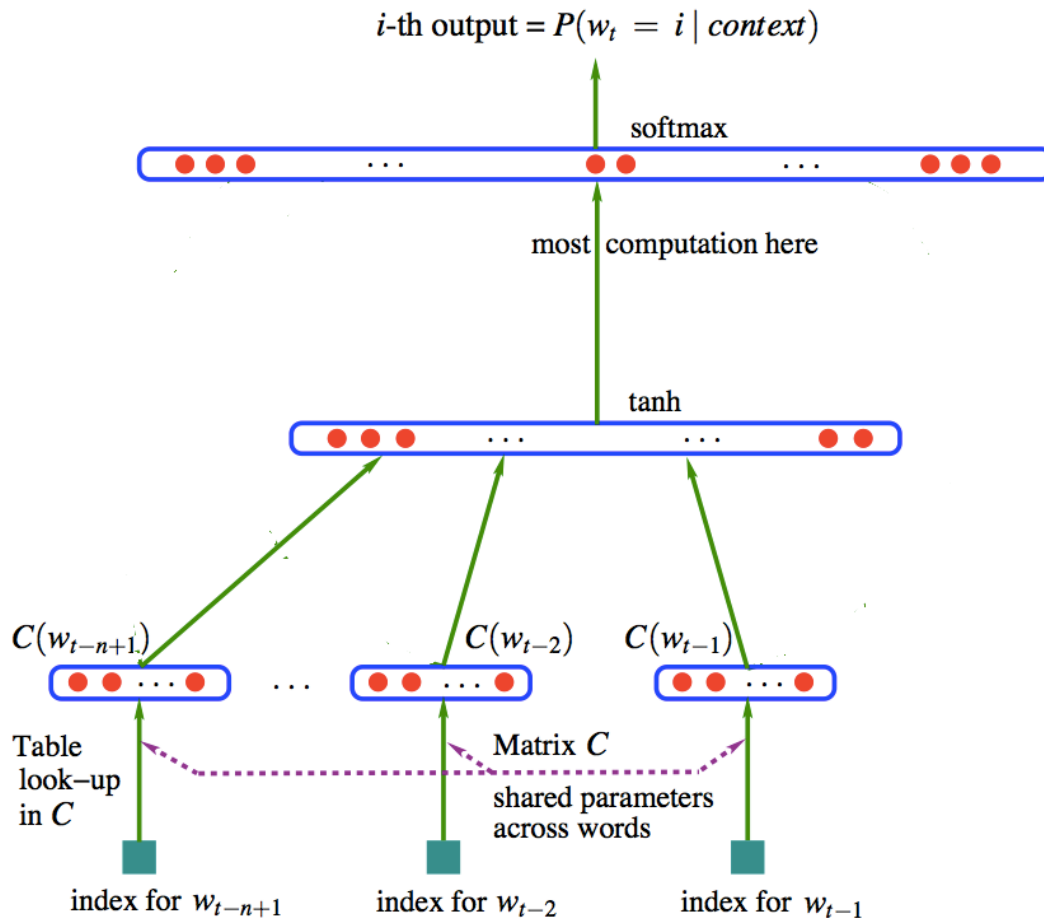 i-th output = P(w_t = i | context)
softmax
. . . . . .
most computation here
tanh
. . . . . .
C(w_{t−n+1}) C(w_{t−2}) C(w_{t−1})
. . . . . . . . . . . .
Table
look−up
in C
Matrix C
shared parameters
across words
index for w_{t−n+1} index for w_{t−2} index for w_{t−1}